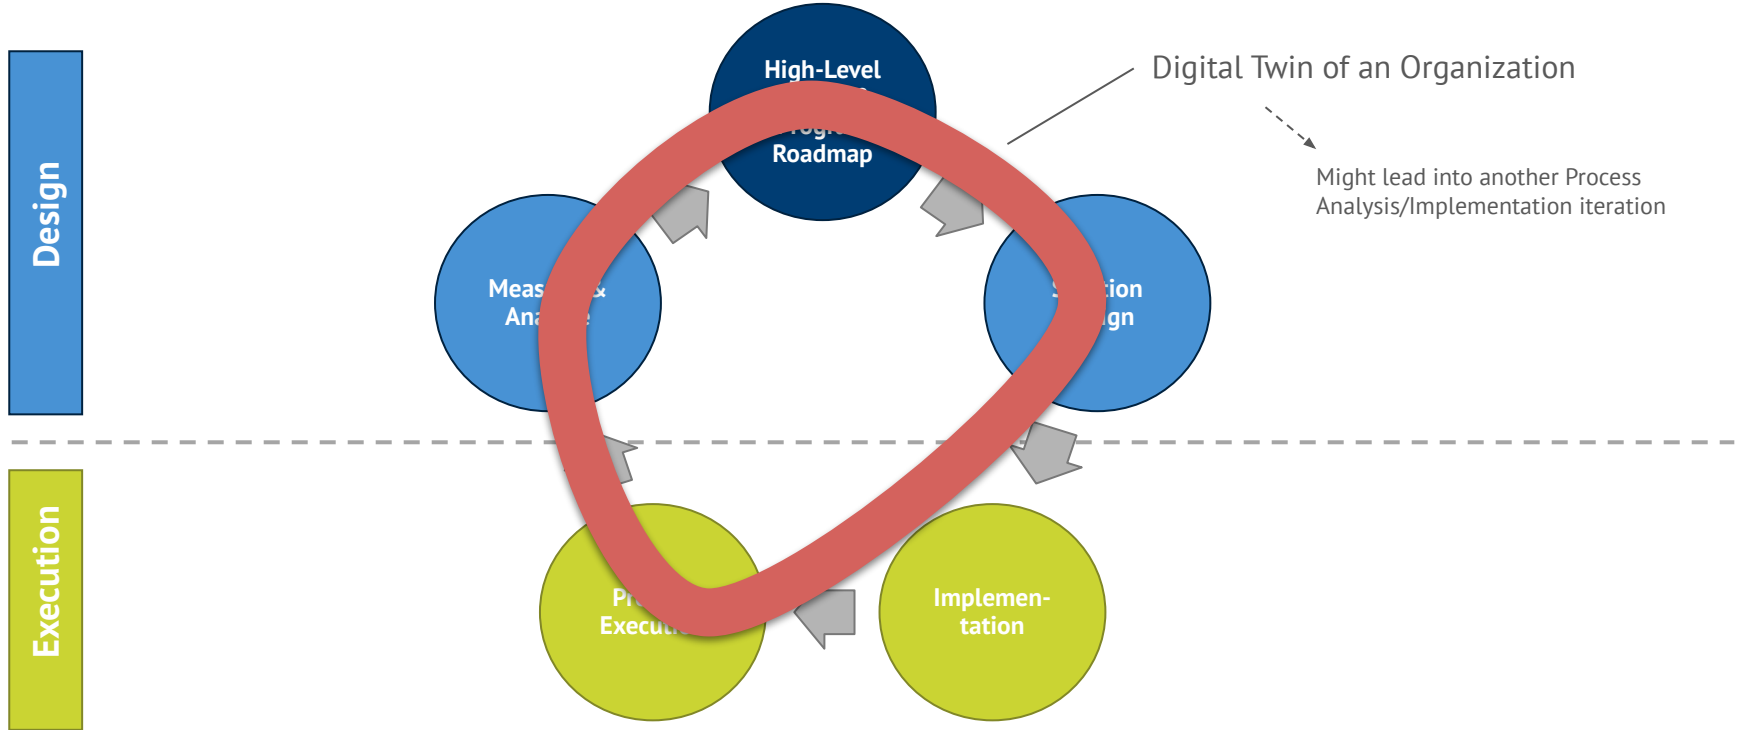 Design
Execution
High-Level
Roadmap
Digital Twin of an Organization
Might lead into another Process
Analysis/Implementation iteration
&
Implemen-
tation